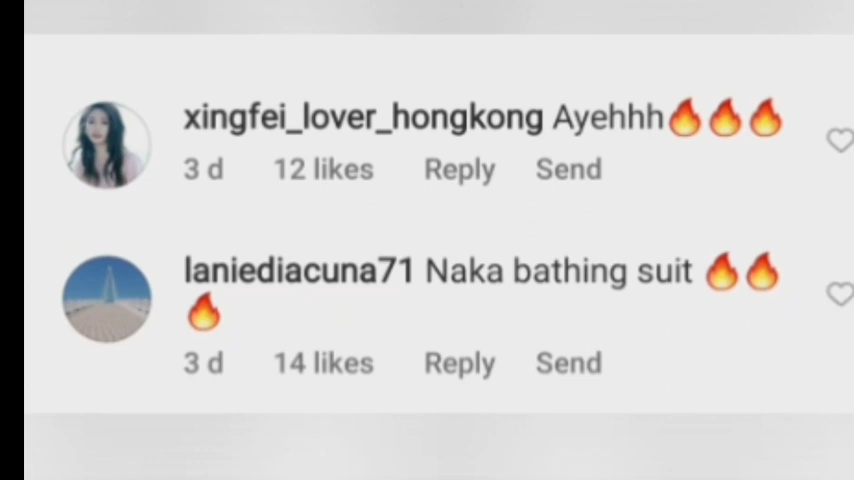 xingfei_lover_hongkong Ayehhh🔥🔥🔥
3 d 12 likes Reply Send
laniediacuna71 Naka bathing suit 🔥🔥
🔥
3 d 14 likes Reply Send